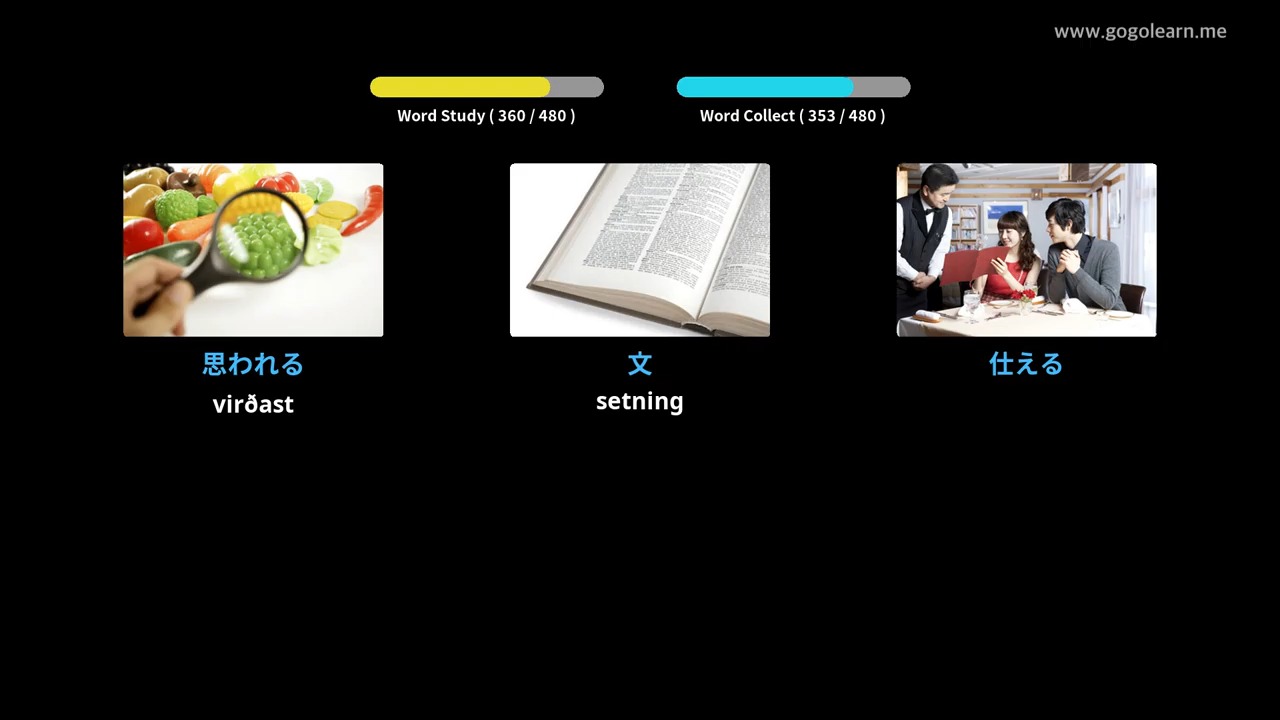 www.gogolearn.me
Word Study ( 360 / 480 )
Word Collect ( 353 / 480 )
思われる
文
仕える
virðast
setning